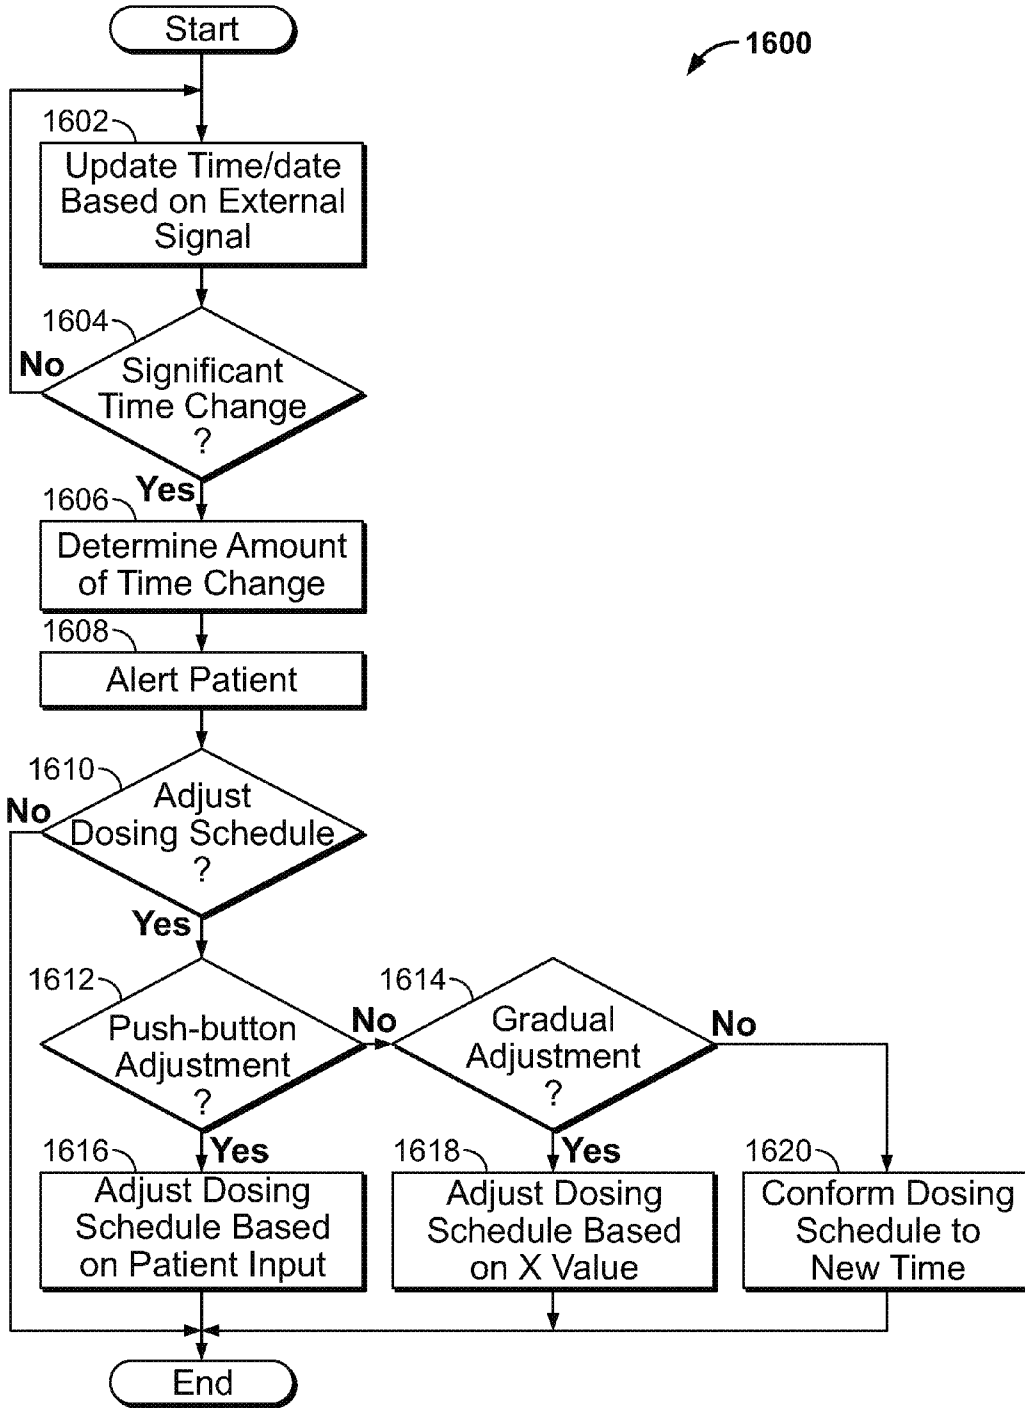 Start
1600
1602
Update Time/date
Based on External
Signal
1604
No
Significant
Time Change
?
Yes
1606
Determine Amount
of Time Change
1608
Alert Patient
1610
No
Adjust
Dosing Schedule
?
Yes
1612
Push-button
Adjustment
?
No
1614
Gradual
Adjustment
?
No
Yes
1616
Adjust Dosing
Schedule Based
on Patient Input
Yes
1618
Adjust Dosing
Schedule Based
on X Value
1620
Conform Dosing
Schedule to
New Time
End